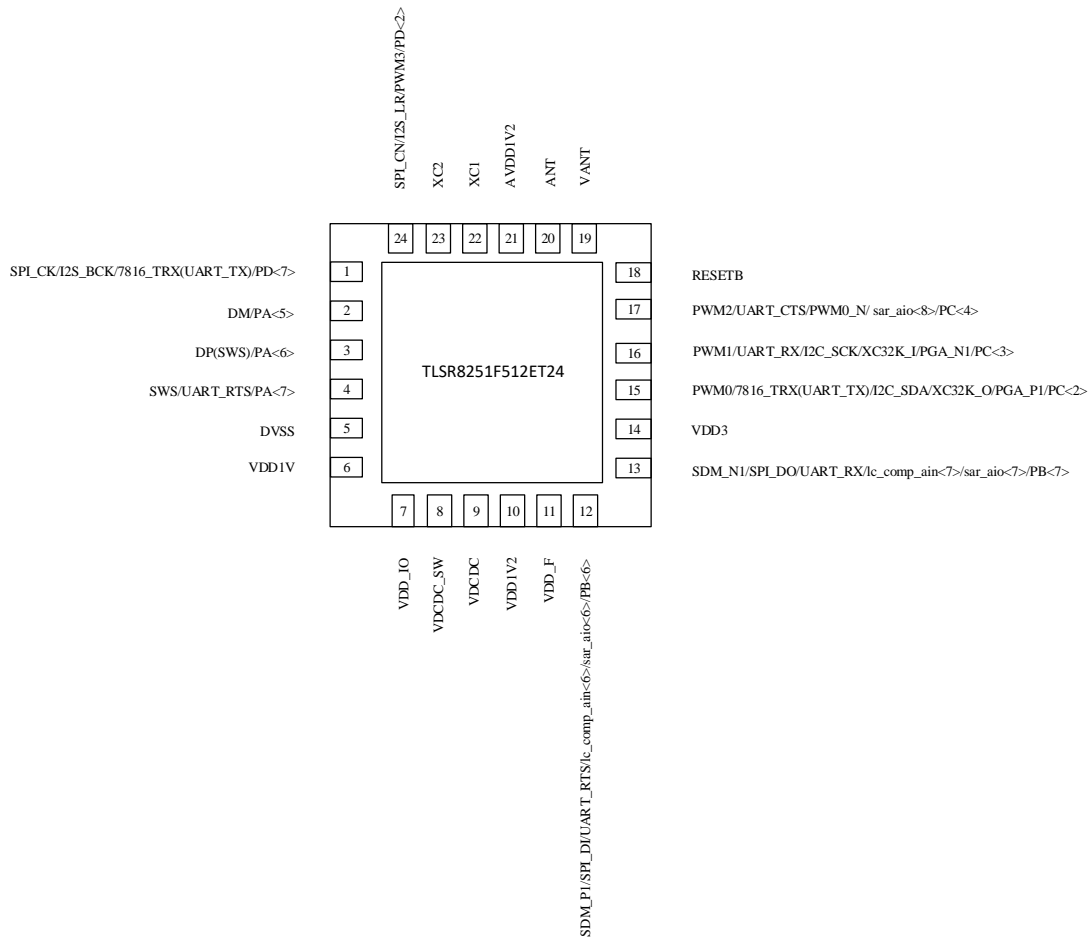 SPI_CN/I2S_LR/PWM3/PD<2>
XC2
XC1
AVDD1V2
ANT
VANT
24
23
22
21
20
19
SPI_CK/I2S_BCK/7816_TRX(UART_TX)/PD<7>
1
DM/PA<5>
2
DP(SWS)/PA<6>
3
SWS/UART_RTS/PA<7>
4
DVSS
5
VDD1V
6
TLSR8251F512ET24
18
RESETB
17
PWM2/UART_CTS/PWM0_N/ sar_aio<8>/PC<4>
16
PWM1/UART_RX/I2C_SCK/XC32K_I/PGA_N1/PC<3>
15
PWM0/7816_TRX(UART_TX)/I2C_SDA/XC32K_O/PGA_P1/PC<2>
14
VDD3
13
SDM_N1/SPI_DO/UART_RX/lc_comp_ain<7>/sar_aio<7>/PB<7>
7
8
9
10
11
12
VDD_IO
VDCDC_SW
VDCDC
VDD1V2
VDD_F
SDM_P1/SPI_DI/UART_RTS/lc_comp_ain<6>/sar_aio<6>/PB<6>